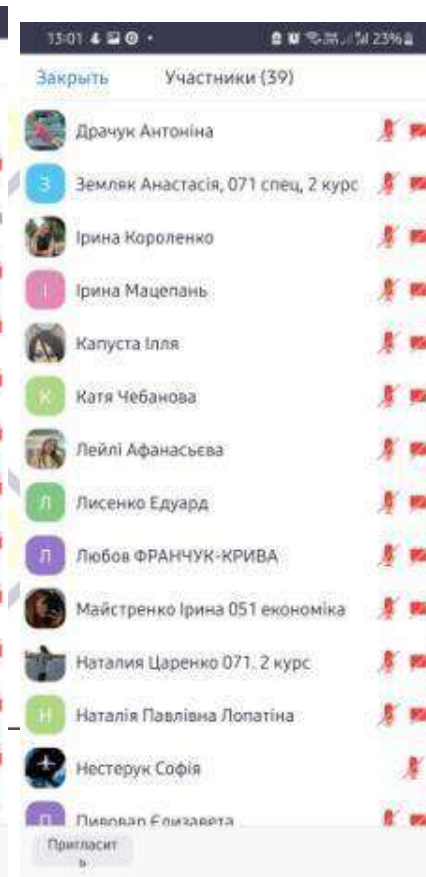 13:01 23%
Закрыть Участники (39)
Драчук Антоніна
З Земляк Анастасія, 071 спец, 2 курс
Ірина Короленко
І Ірина Мацепань
Капуста Ілля
К Катя Чебанова
Лейлі Афанасьєва
Л Лисенко Едуард
Л Любов ФРАНЧУК-КРИВА
Майстренко Ірина 051 економіка
Наталия Царенко 071. 2 курс
Н Наталія Павлівна Лопатіна
Нестерук Софія
П Пивовар Єлизавета
Пригласит
ь